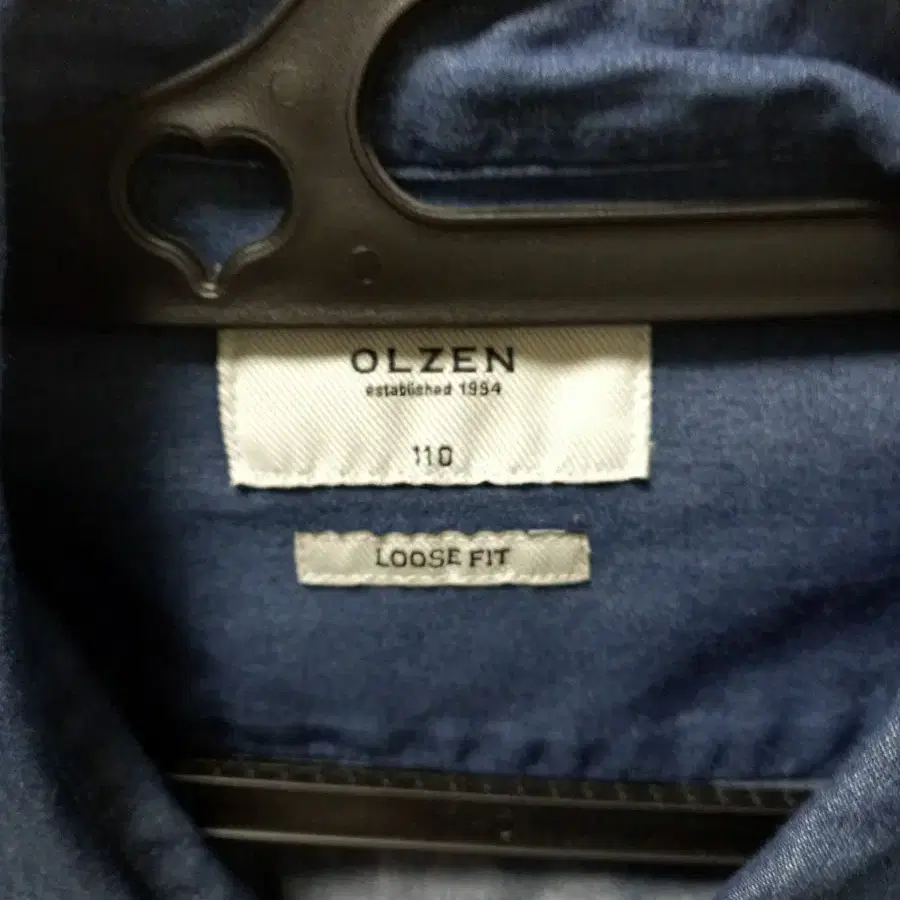 OLZEN
established 1994
110
LOOSE FIT